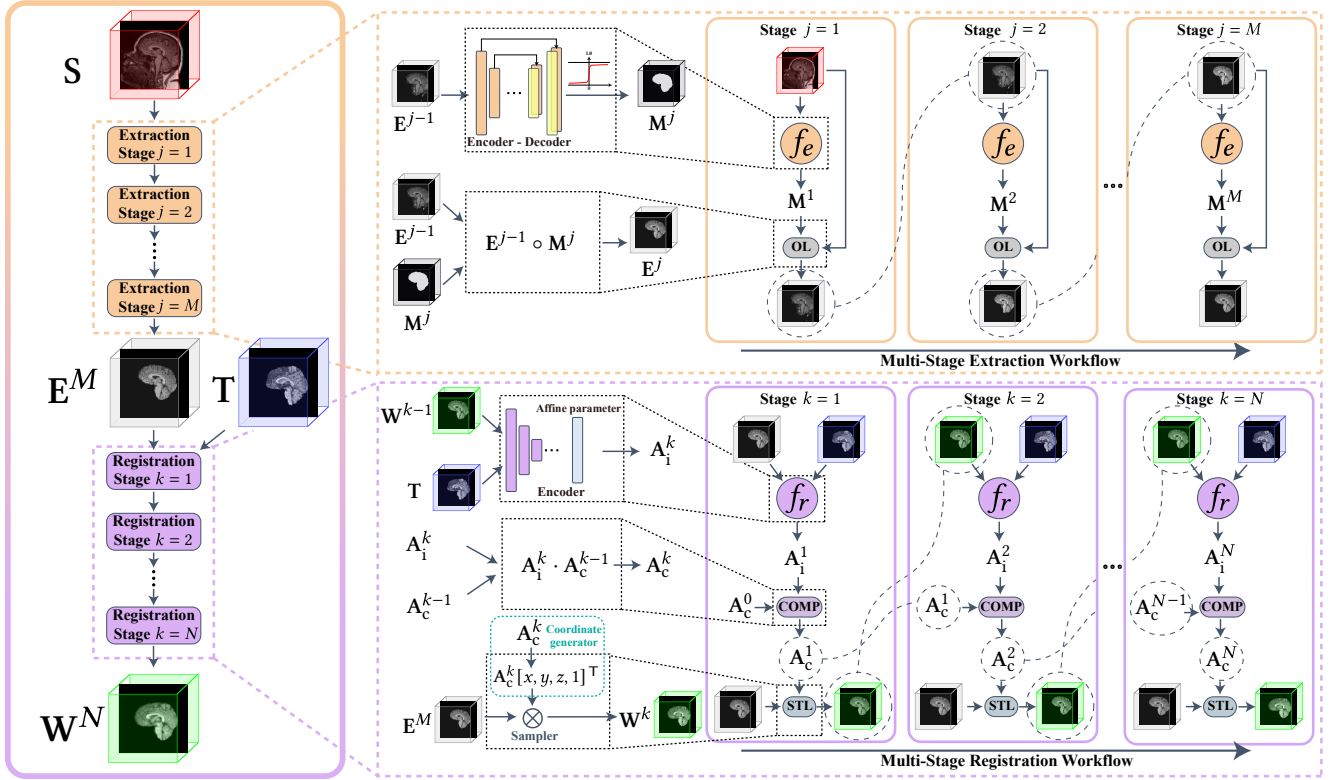 S
Extraction
Stage j = 1
Extraction
Stage j = 2
Extraction
Stage j = M
E^M
T
Registration
Stage k = 1
Registration
Stage k = 2
Registration
Stage k = N
W^N
E^{j−1}
Encoder - Decoder
M^j
E^{j−1}
M^j
E^{j−1} ∘ M^j
E^j
Stage j = 1
f_e
M^1
OL
Stage j = 2
f_e
M^2
OL
...
Stage j = M
f_e
M^M
OL
Multi-Stage Extraction Workflow
W^{k−1}
T
Affine parameter
...
Encoder
A_i^k
A_i^k
A_c^{k−1}
A_i^k · A_c^{k−1}
A_c^k
A_c^k
Coordinate
generator
A_c^k[x, y, z, 1]^⊤
E^M
⊗
Sampler
W^k
Stage k = 1
f_r
A_i^1
A_c^0
COMP
A_c^1
STL
Stage k = 2
f_r
A_i^2
A_c^1
COMP
A_c^2
STL
...
Stage k = N
f_r
A_i^N
A_c^{N−1}
COMP
A_c^N
STL
Multi-Stage Registration Workflow